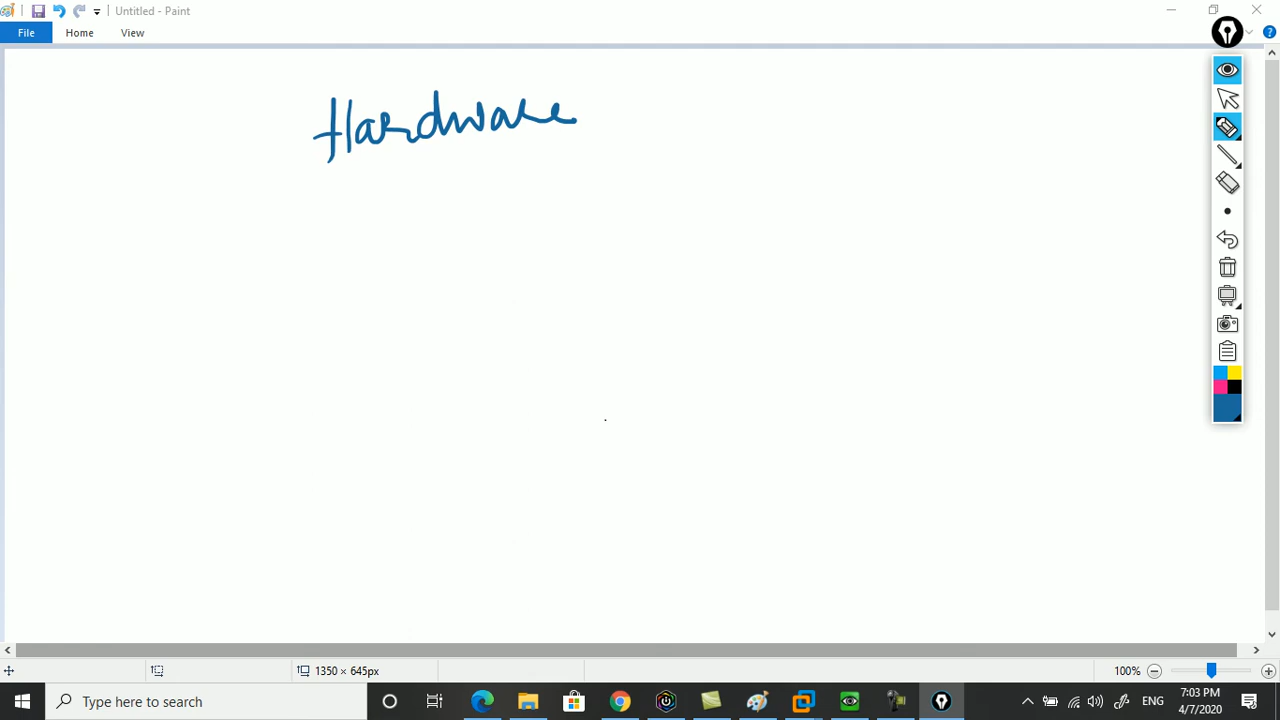 Untitled - Paint
File Home View
Hardware
1350 × 645px 100%
Type here to search
ENG
7:03 PM
4/7/2020